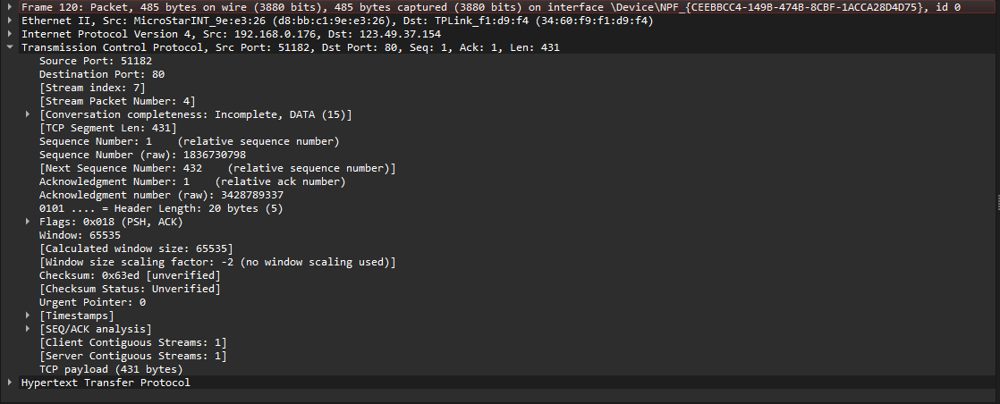 Frame 120: Packet, 485 bytes on wire (3880 bits), 485 bytes captured (3880 bits) on interface \Device\NPF_{CEEBBCC4-149B-474B-8CBF-1ACCA28D4D75}, id 0
Ethernet II, Src: MicroStarINT_9e:e3:26 (d8:bb:c1:9e:e3:26), Dst: TPLink_f1:d9:f4 (34:60:f9:f1:d9:f4)
Internet Protocol Version 4, Src: 192.168.0.176, Dst: 123.49.37.154
Transmission Control Protocol, Src Port: 51182, Dst Port: 80, Seq: 1, Ack: 1, Len: 431
Source Port: 51182
Destination Port: 80
[Stream index: 7]
[Stream Packet Number: 4]
[Conversation completeness: Incomplete, DATA (15)]
[TCP Segment Len: 431]
Sequence Number: 1    (relative sequence number)
Sequence Number (raw): 1836730798
[Next Sequence Number: 432    (relative sequence number)]
Acknowledgment Number: 1    (relative ack number)
Acknowledgment number (raw): 3428789337
0101 .... = Header Length: 20 bytes (5)
Flags: 0x018 (PSH, ACK)
Window: 65535
[Calculated window size: 65535]
[Window size scaling factor: -2 (no window scaling used)]
Checksum: 0x63ed [unverified]
[Checksum Status: Unverified]
Urgent Pointer: 0
[Timestamps]
[SEQ/ACK analysis]
[Client Contiguous Streams: 1]
[Server Contiguous Streams: 1]
TCP payload (431 bytes)
Hypertext Transfer Protocol